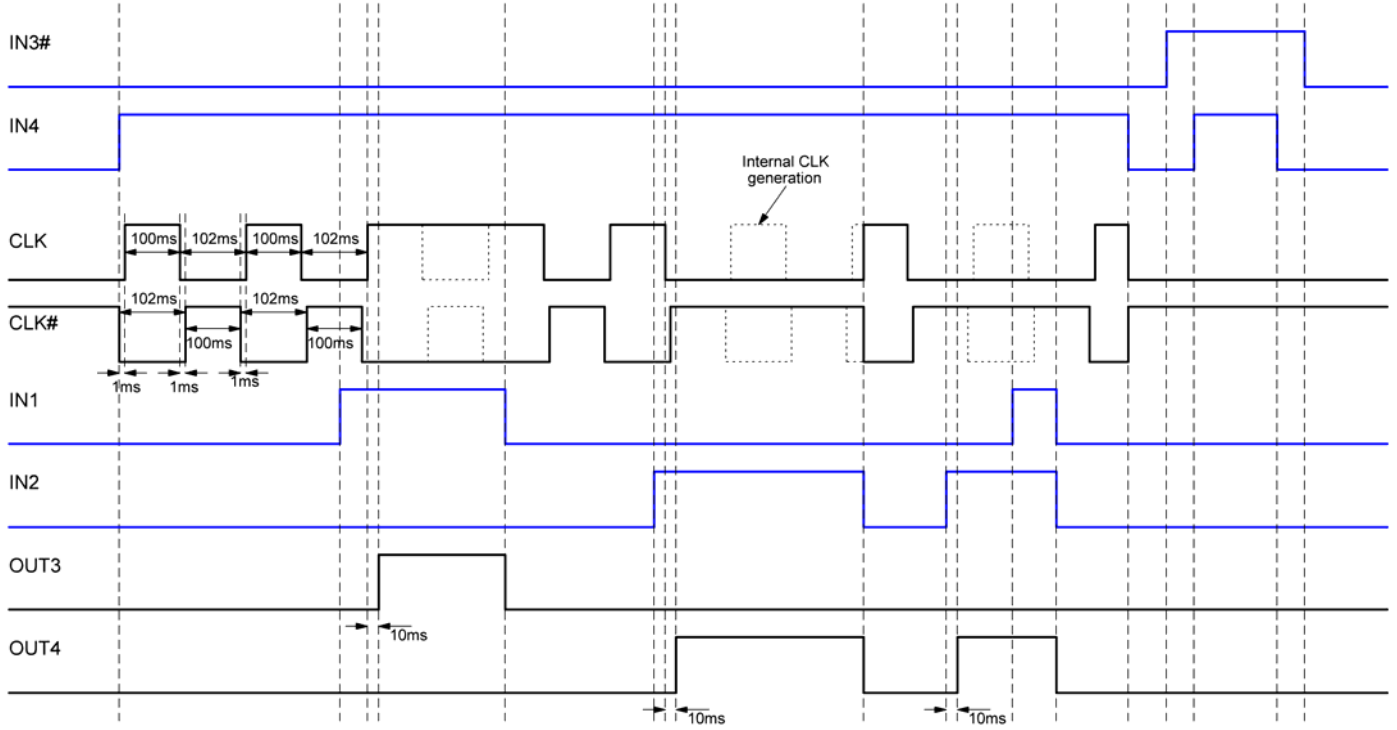 IN3#
IN4
Internal CLK
generation
CLK
100ms
102ms
100ms
102ms
102ms
102ms
CLK#
100ms
100ms
1ms
1ms
1ms
IN1
IN2
OUT3
10ms
OUT4
10ms
10ms